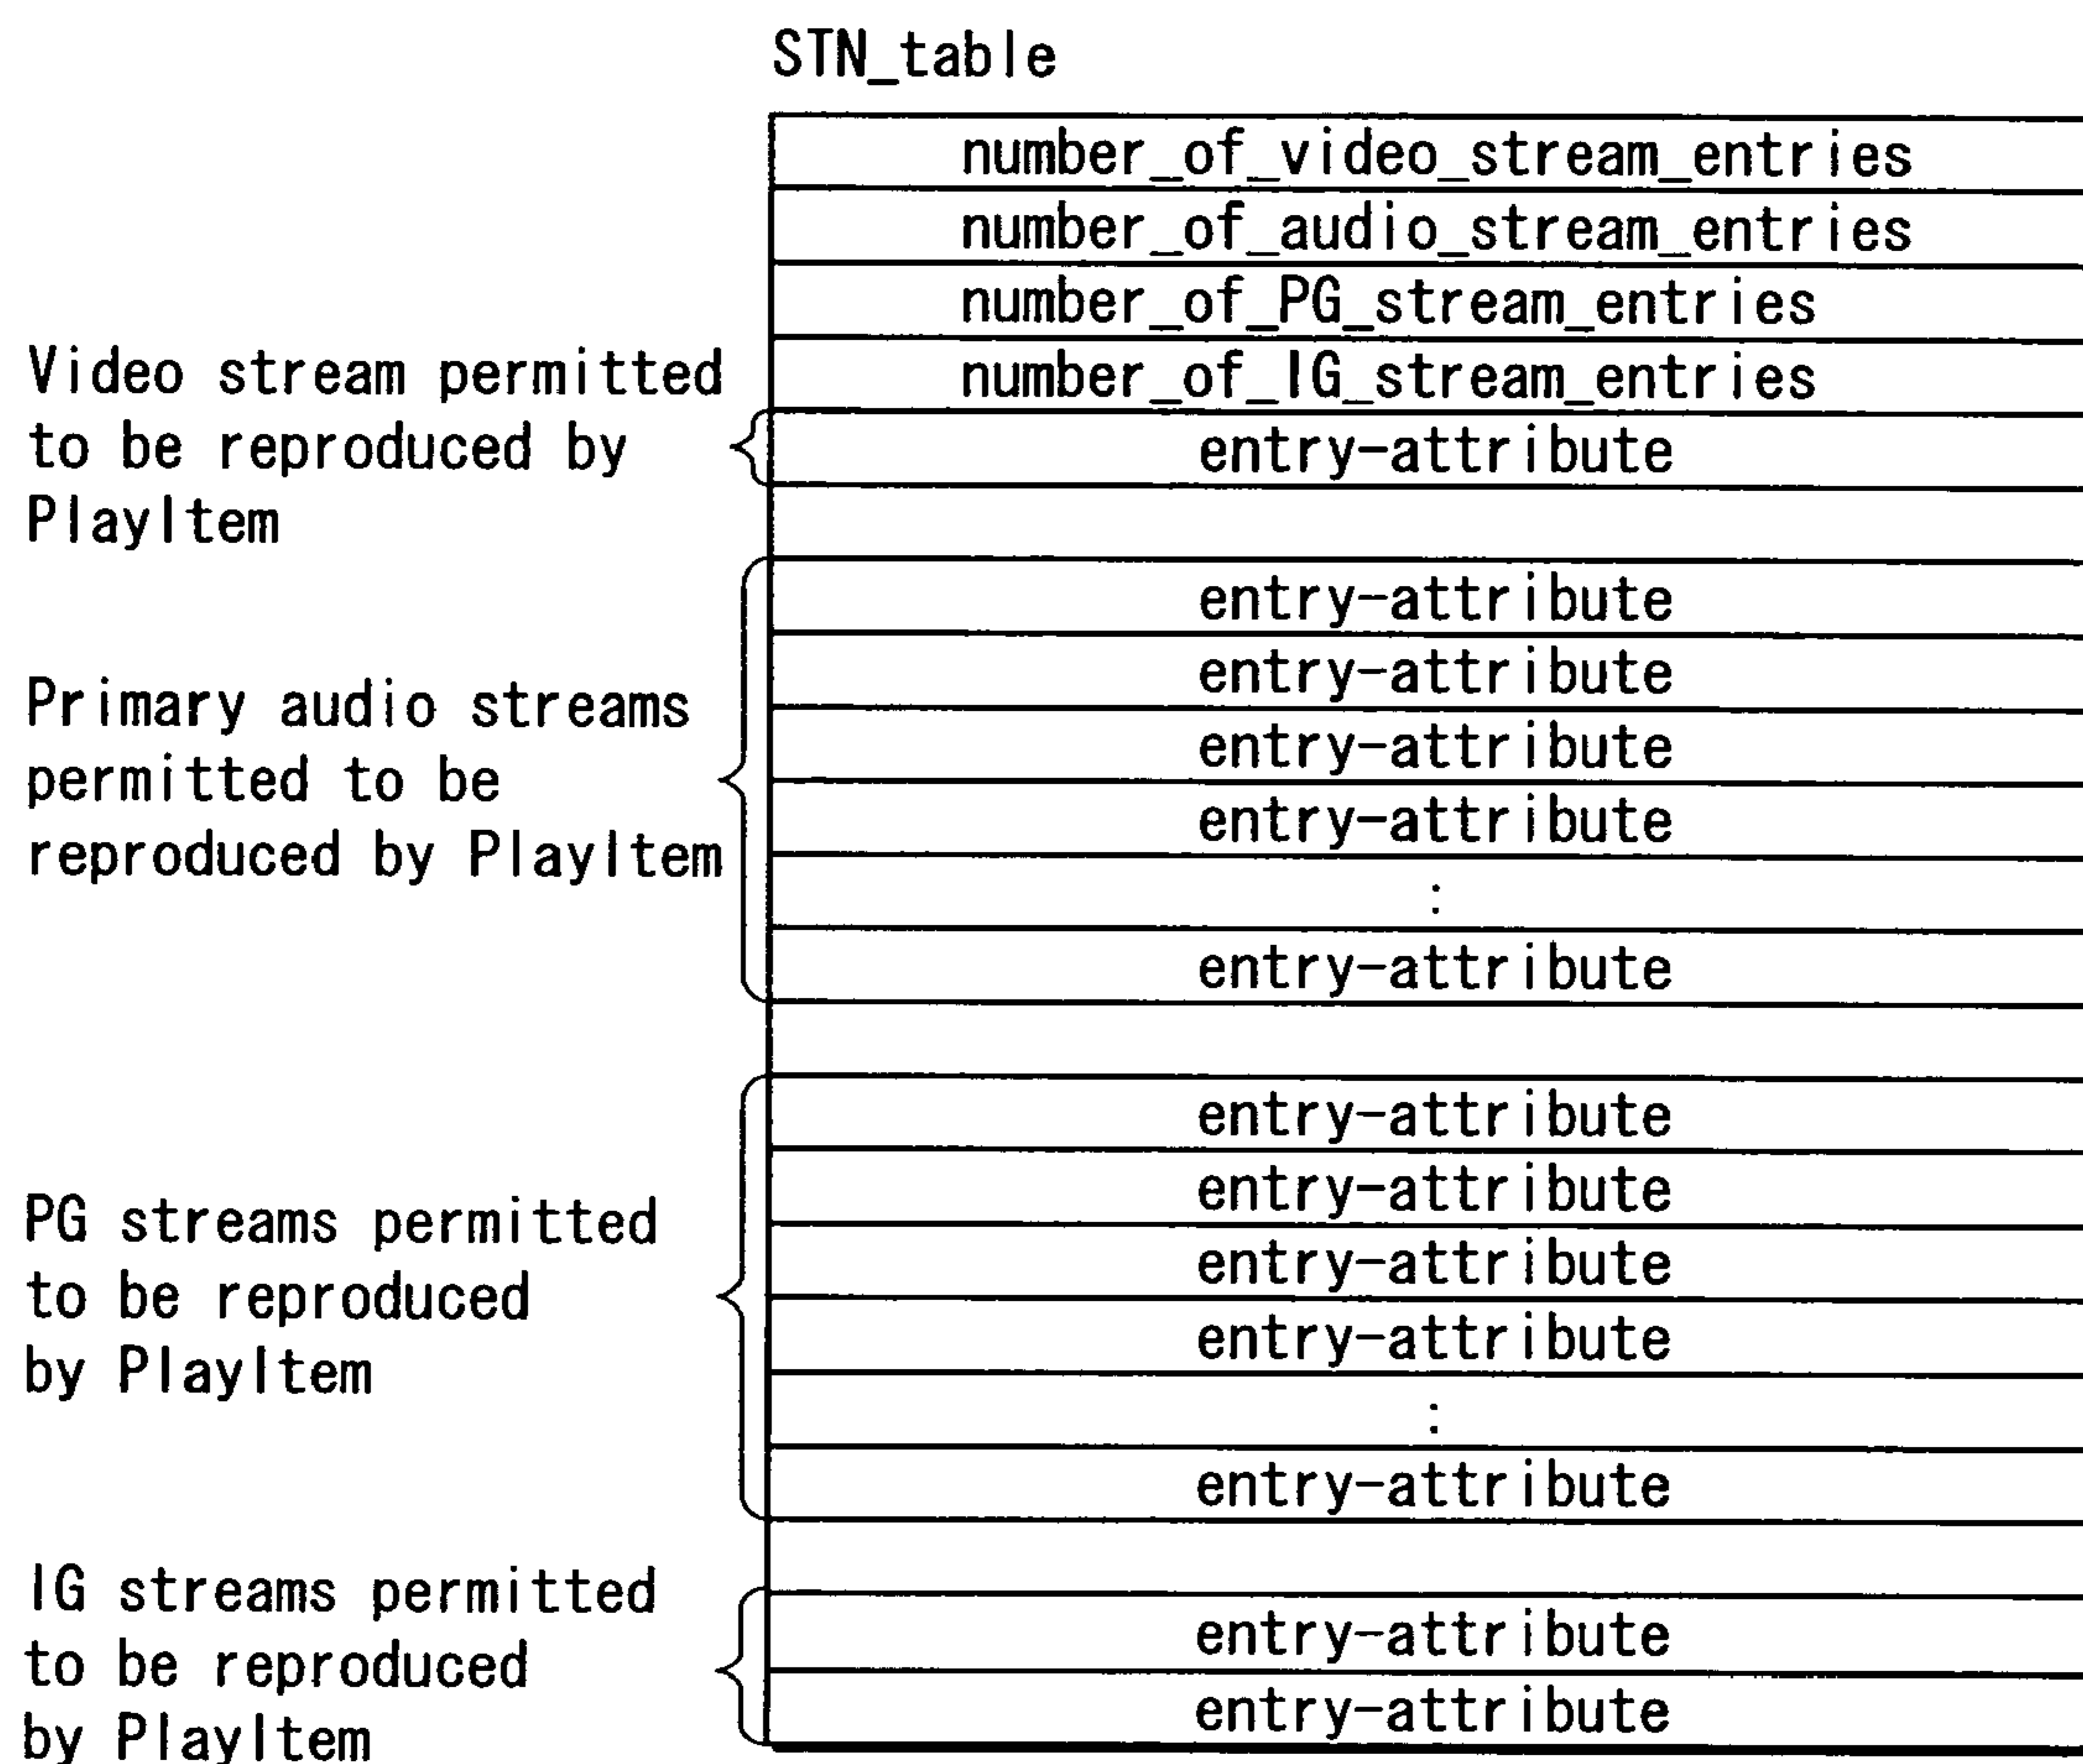 STN_table
number_of_video_stream_entries
number_of_audio_stream_entries
number_of_PG_stream_entries
number_of_IG_stream_entries
Video stream permitted
to be reproduced by
PlayItem
entry-attribute
Primary audio streams
permitted to be
reproduced by PlayItem
entry-attribute
entry-attribute
entry-attribute
entry-attribute
:
entry-attribute
PG streams permitted
to be reproduced
by PlayItem
entry-attribute
entry-attribute
entry-attribute
entry-attribute
:
entry-attribute
IG streams permitted
to be reproduced
by PlayItem
entry-attribute
entry-attribute